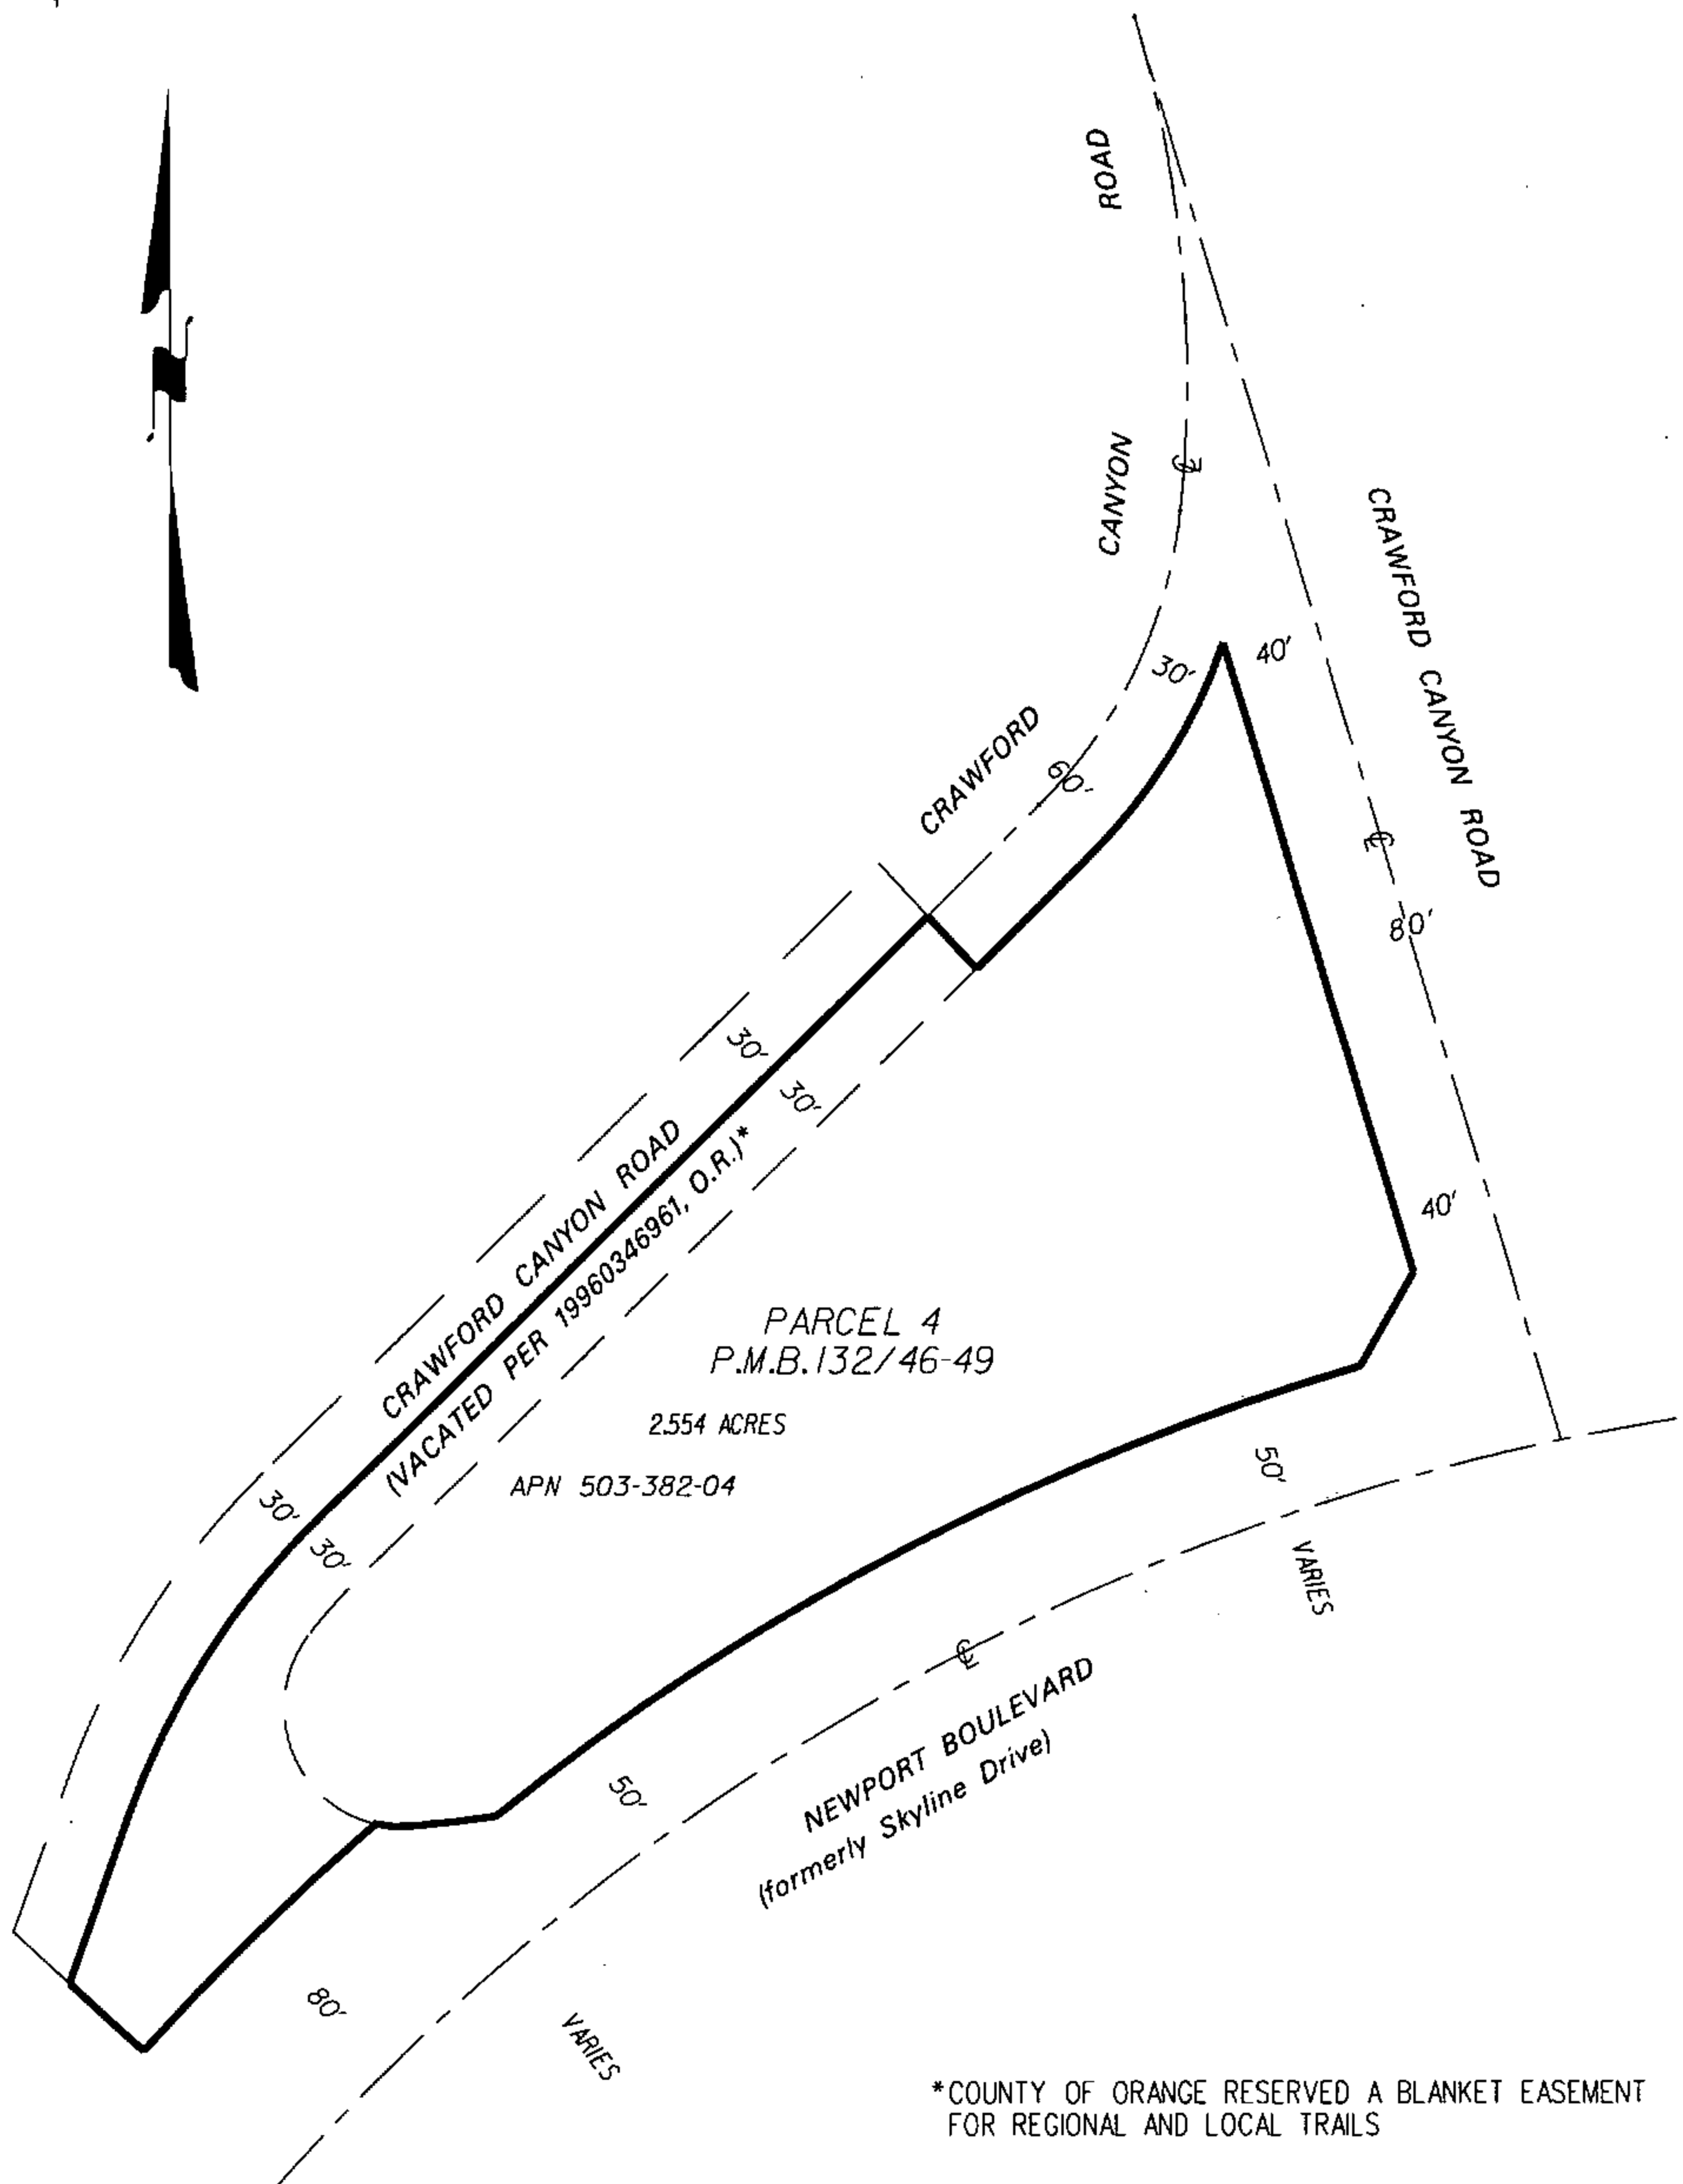 ROAD
CANYON
CRAWFORD
30'
40'
60'
CRAWFORD CANYON ROAD
80'
40'
30'
30'
CRAWFORD CANYON ROAD
(VACATED PER 19960346961, O.R.)*
PARCEL 4
P.M.B.132/46-49
2.554 ACRES
APN 503-382-04
30'
30'
50'
VARIES
50'
NEWPORT BOULEVARD
(formerly Skyline Drive)
80'
VARIES
*COUNTY OF ORANGE RESERVED A BLANKET EASEMENT
FOR REGIONAL AND LOCAL TRAILS